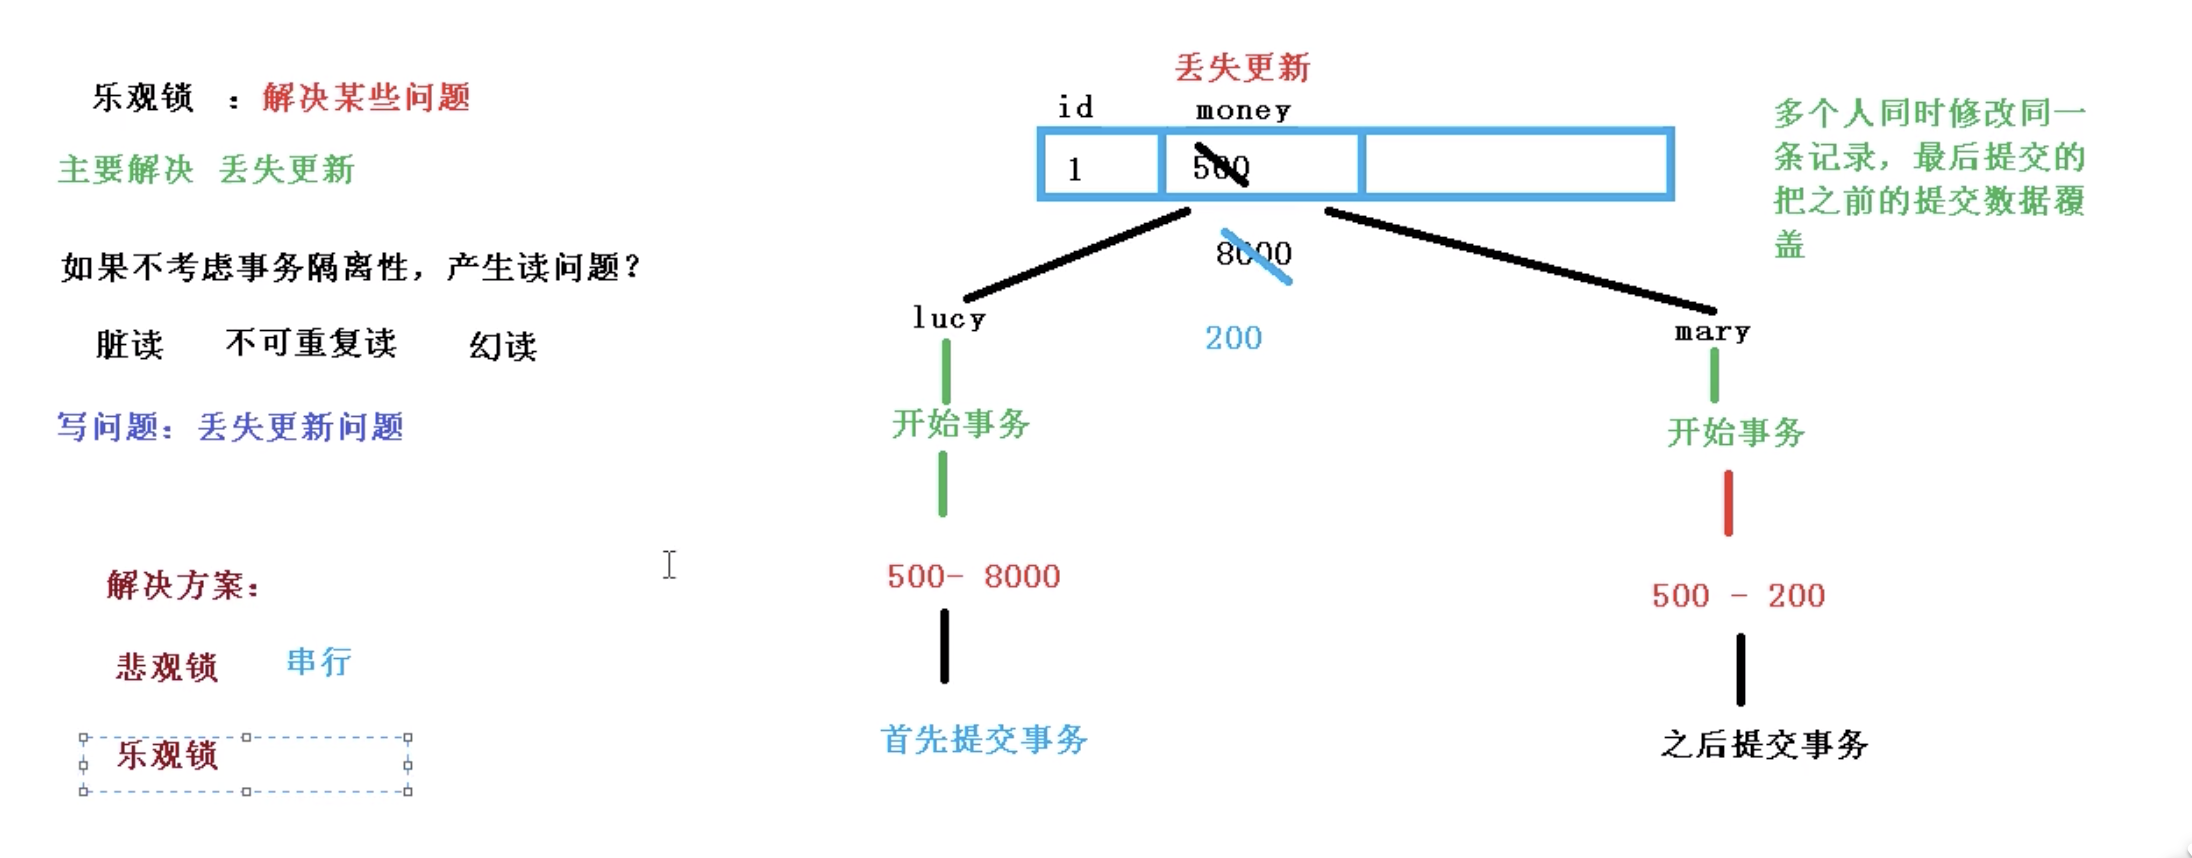 乐观锁 ：解决某些问题
主要解决 丢失更新
如果不考虑事务隔离性，产生读问题？
脏读 不可重复读 幻读
写问题：丢失更新问题
解决方案：
悲观锁 串行
乐观锁
丢失更新
id money
1 500
8000
200
lucy
开始事务
500- 8000
首先提交事务
mary
开始事务
500 - 200
之后提交事务
多个人同时修改同一
条记录，最后提交的
把之前的提交数据覆
盖